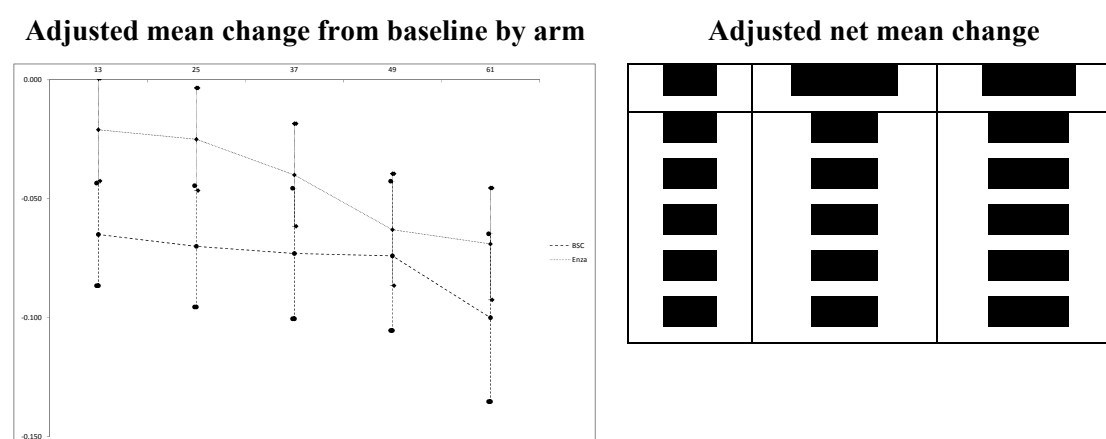 Adjusted mean change from baseline by arm
Adjusted net mean change
13 25 37 49 61
0.000
-0.050
-0.100
-0.150
BSC
Enza